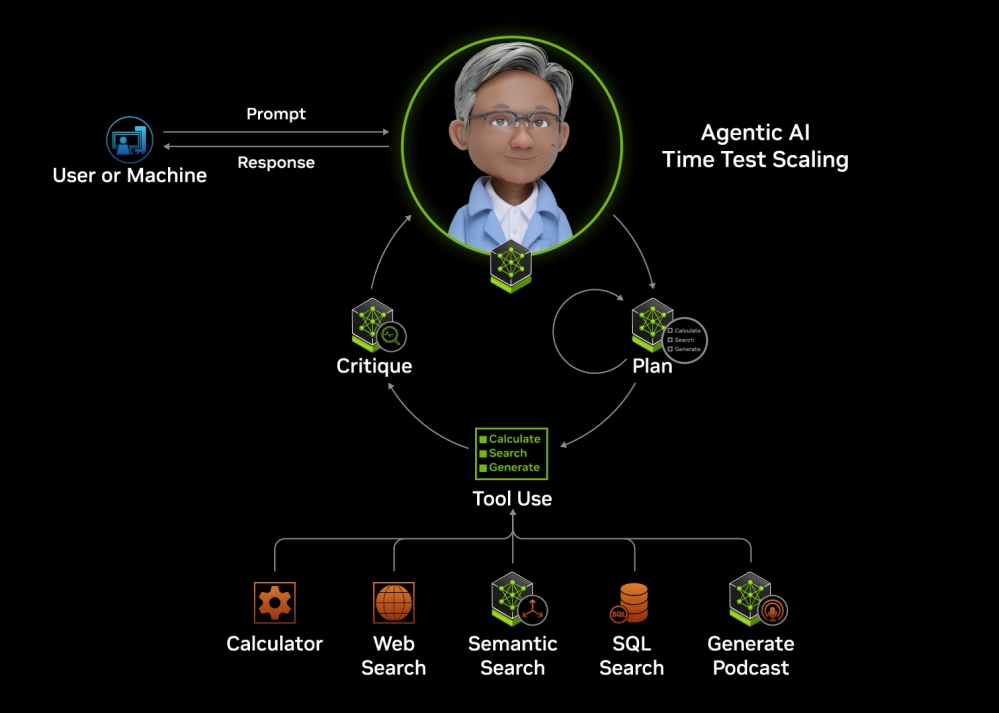 Prompt
Response
User or Machine
Agentic AI
Time Test Scaling
Critique
Calculate
Search
Generate
Plan
Calculate
Search
Generate
Tool Use
Calculator
Web
Search
Semantic
Search
SQL
SQL
Search
Generate
Podcast